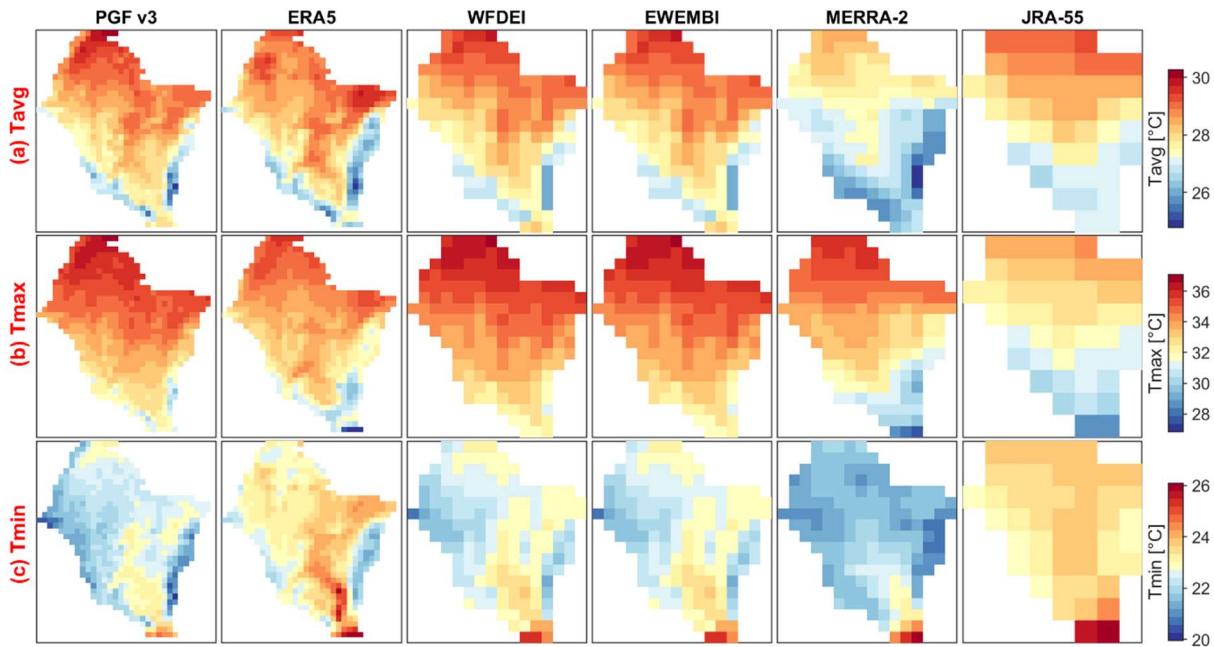 PGF v3 ERA5 WFDEI EWEMBI MERRA-2 JRA-55
(a) Tavg
Tavg [°C]
30
28
26
(b) Tmax
Tmax [°C]
36
34
32
30
28
(c) Tmin
Tmin [°C]
26
24
22
20